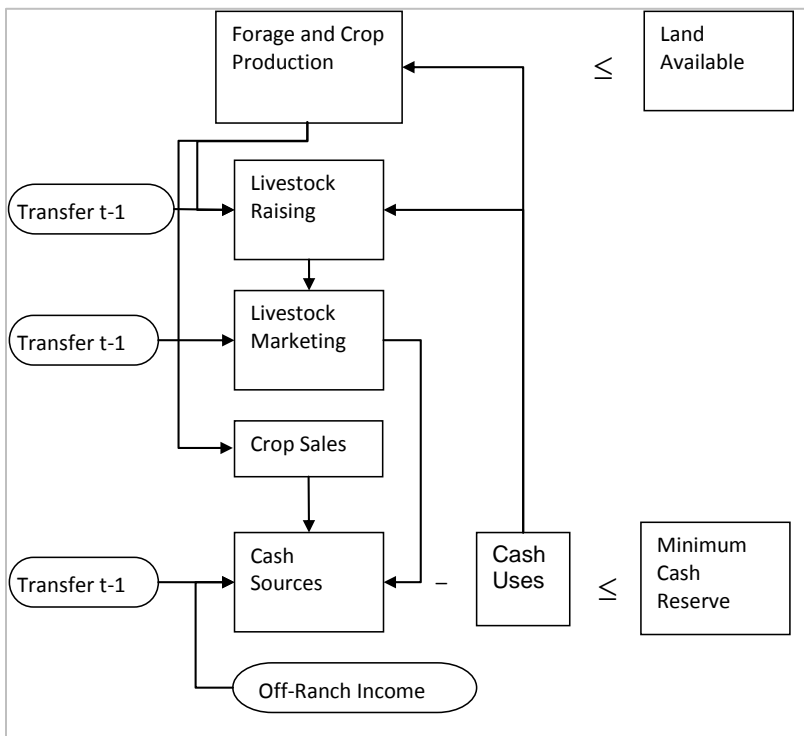 Forage and Crop
Production
≤
Land
Available
Transfer t-1
Livestock
Raising
Transfer t-1
Livestock
Marketing
Crop Sales
Transfer t-1
Cash
Sources
–
Cash
Uses
≤
Minimum
Cash
Reserve
Off-Ranch Income